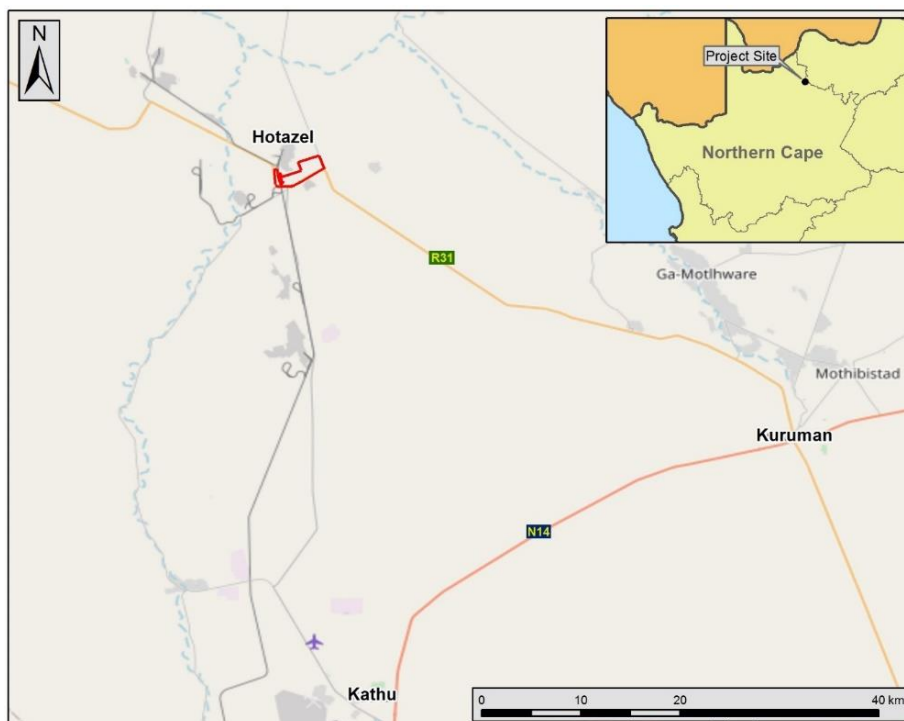 N
Project Site
Northern Cape
Hotazel
R31
Ga-Motlhware
Mothibistad
Kuruman
N14
Kathu
0 10 20 40 km